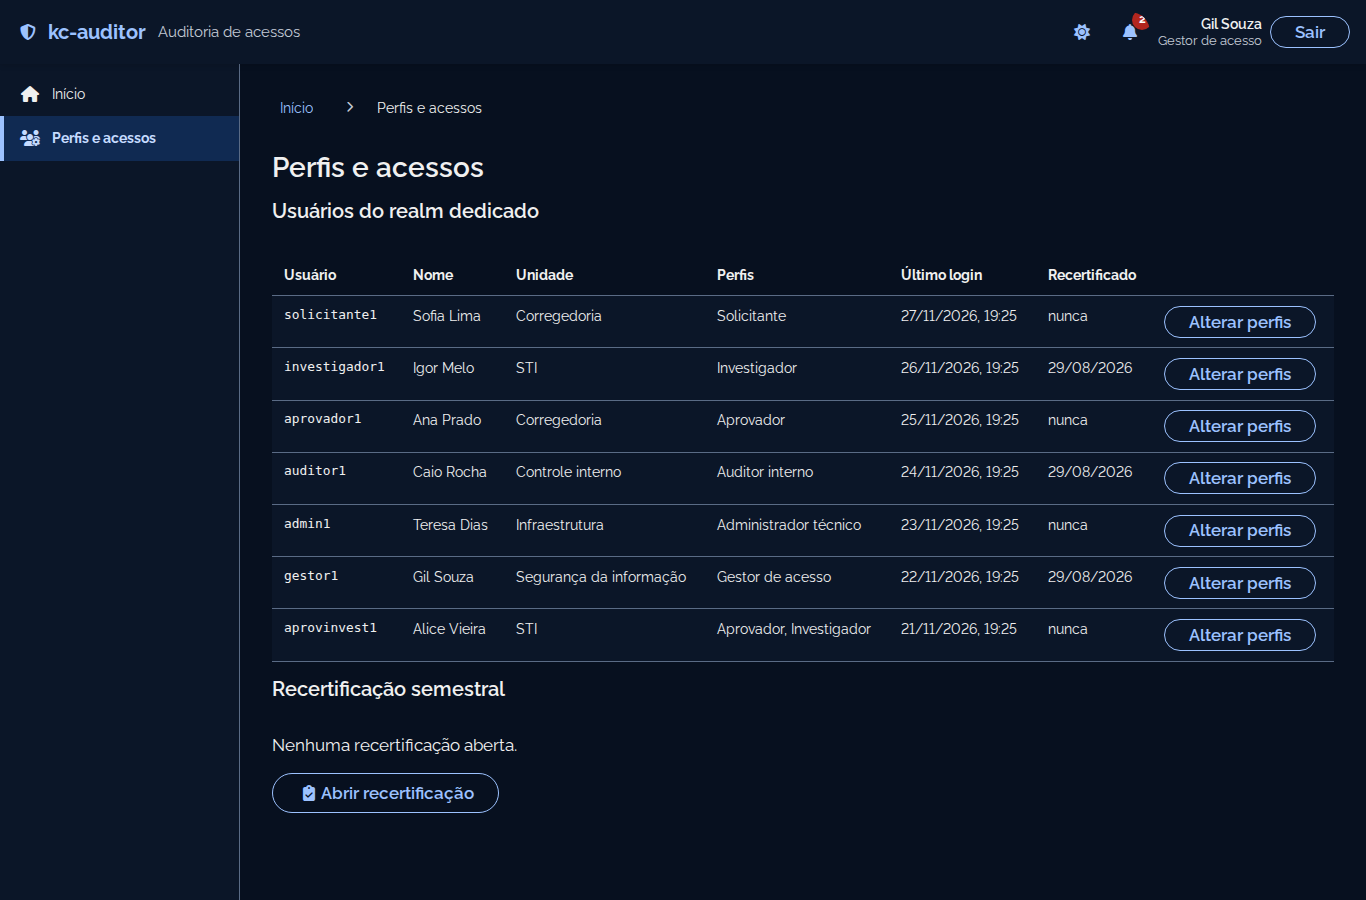 kc-auditor Auditoria de acessos
2
Gil Souza
Gestor de acesso
Sair
Início
Perfis e acessos
Início > Perfis e acessos
Perfis e acessos
Usuários do realm dedicado
Usuário Nome Unidade Perfis Último login Recertificado
solicitante1 Sofia Lima Corregedoria Solicitante 27/11/2026, 19:25 nunca Alterar perfis
investigador1 Igor Melo STI Investigador 26/11/2026, 19:25 29/08/2026 Alterar perfis
aprovador1 Ana Prado Corregedoria Aprovador 25/11/2026, 19:25 nunca Alterar perfis
auditor1 Caio Rocha Controle interno Auditor interno 24/11/2026, 19:25 29/08/2026 Alterar perfis
admin1 Teresa Dias Infraestrutura Administrador técnico 23/11/2026, 19:25 nunca Alterar perfis
gestor1 Gil Souza Segurança da informação Gestor de acesso 22/11/2026, 19:25 29/08/2026 Alterar perfis
aprovinvest1 Alice Vieira STI Aprovador, Investigador 21/11/2026, 19:25 nunca Alterar perfis
Recertificação semestral
Nenhuma recertificação aberta.
Abrir recertificação